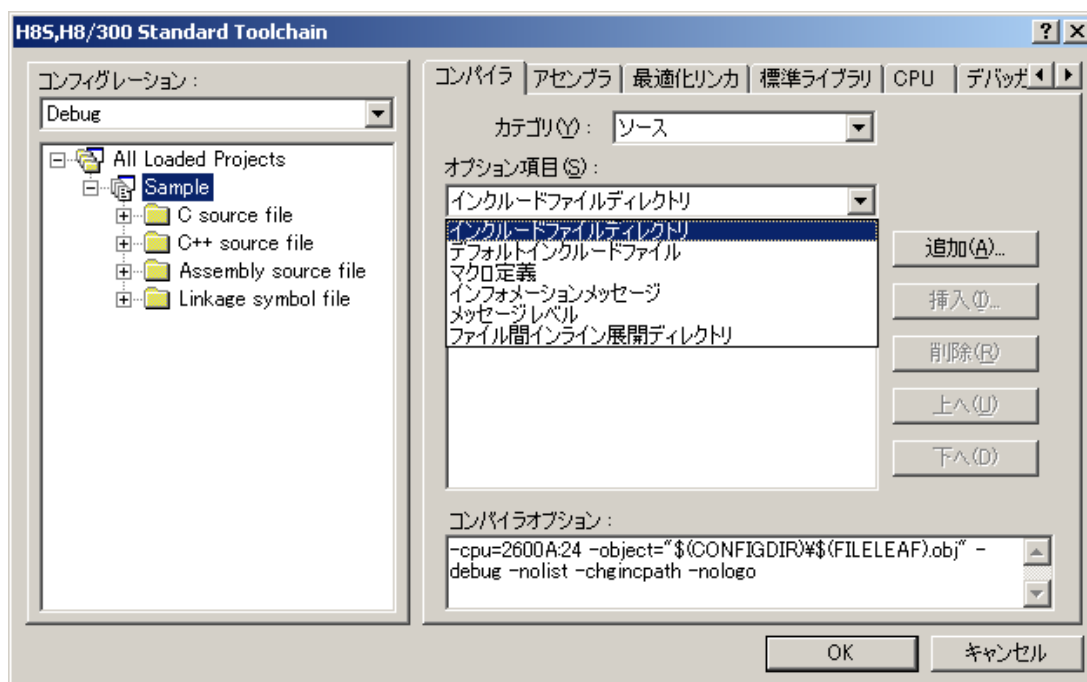 H8S,H8/300 Standard Toolchain
コンフィグレーション :
Debug
All Loaded Projects
Sample
C source file
C++ source file
Assembly source file
Linkage symbol file
コンパイラ アセンブラ 最適化リンカ 標準ライブラリ CPU デバッガ
カテゴリ(Y) : ソース
オプション項目(S) :
インクルードファイルディレクトリ
インクルードファイルディレクトリ
デフォルトインクルードファイル
マクロ定義
インフォメーションメッセージ
メッセージレベル
ファイル間インライン展開ディレクトリ
追加(A)...
挿入(I)...
削除(R)
上へ(U)
下へ(D)
コンパイラオプション :
-cpu=2600A:24 -object="$(CONFIGDIR)¥$(FILELEAF).obj" -
debug -nolist -chgincpath -nologo
OK キャンセル